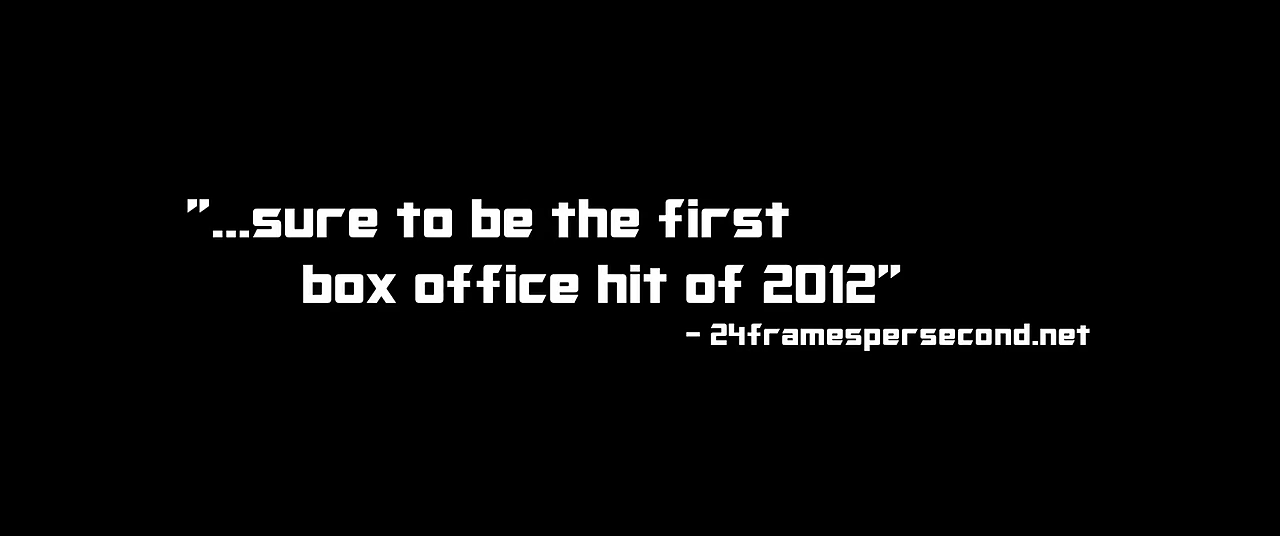 "...sure to be the first
box office hit of 2012"
- 24framespersecond.net